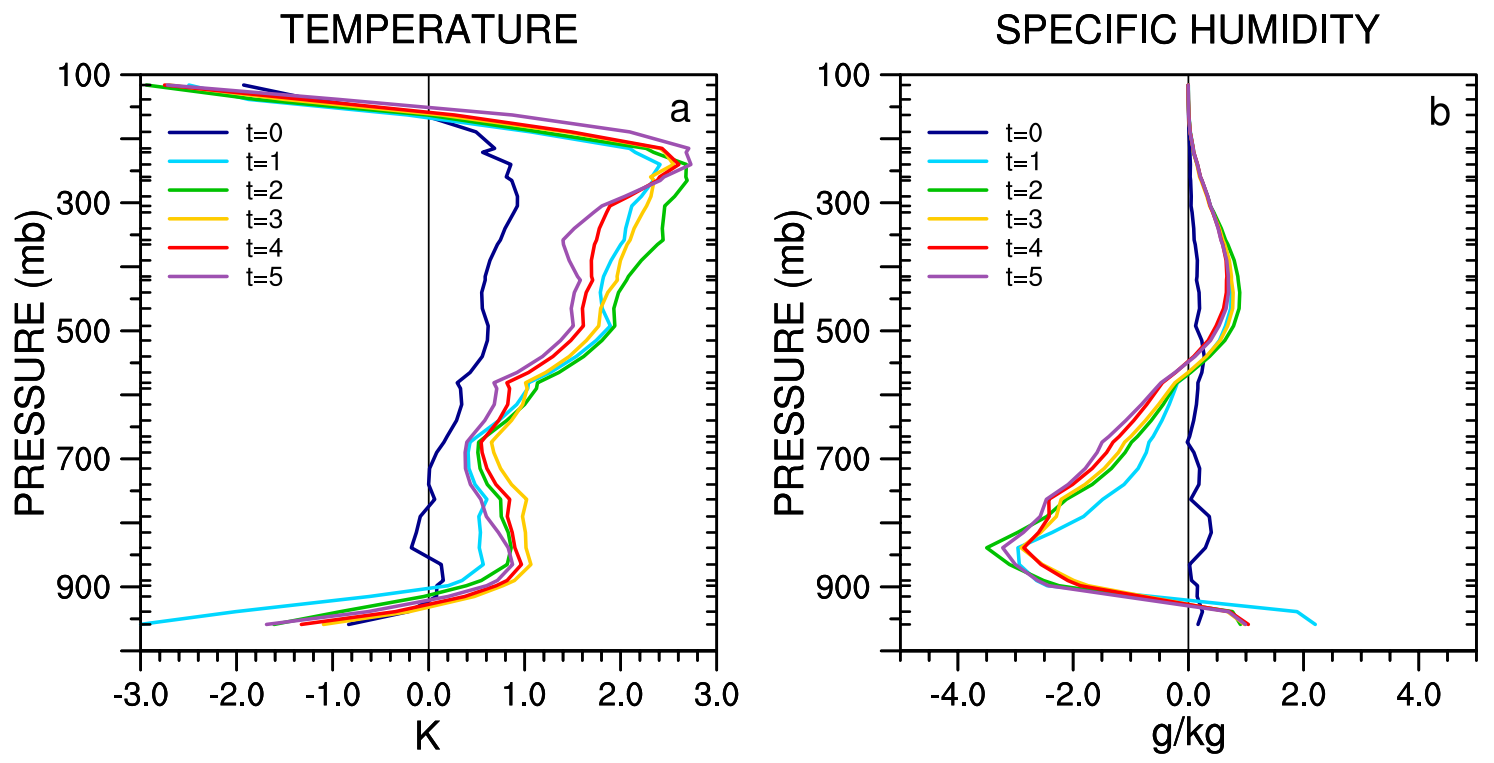 TEMPERATURE
a
t=0
t=1
t=2
t=3
t=4
t=5
PRESSURE (mb)
100
300
500
700
900
-3.0 -2.0 -1.0 0.0 1.0 2.0 3.0
K
SPECIFIC HUMIDITY
b
t=0
t=1
t=2
t=3
t=4
t=5
PRESSURE (mb)
100
300
500
700
900
-4.0 -2.0 0.0 2.0 4.0
g/kg